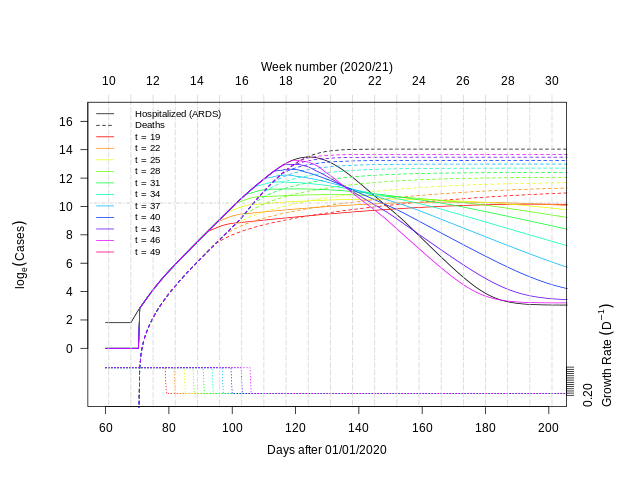 Week number (2020/21)
10 11 12 14 16 18 20 22 24 26 28 30
Hospitalized (ARDS)
Deaths
t = 19
t = 22
t = 25
t = 28
t = 31
t = 34
t = 37
t = 40
t = 43
t = 46
t = 49
16
14
12
10
8
6
4
2
0
loge(Cases)
0.20
Growth Rate (D⁻¹)
60 80 100 120 140 160 180 200
Days after 01/01/2020